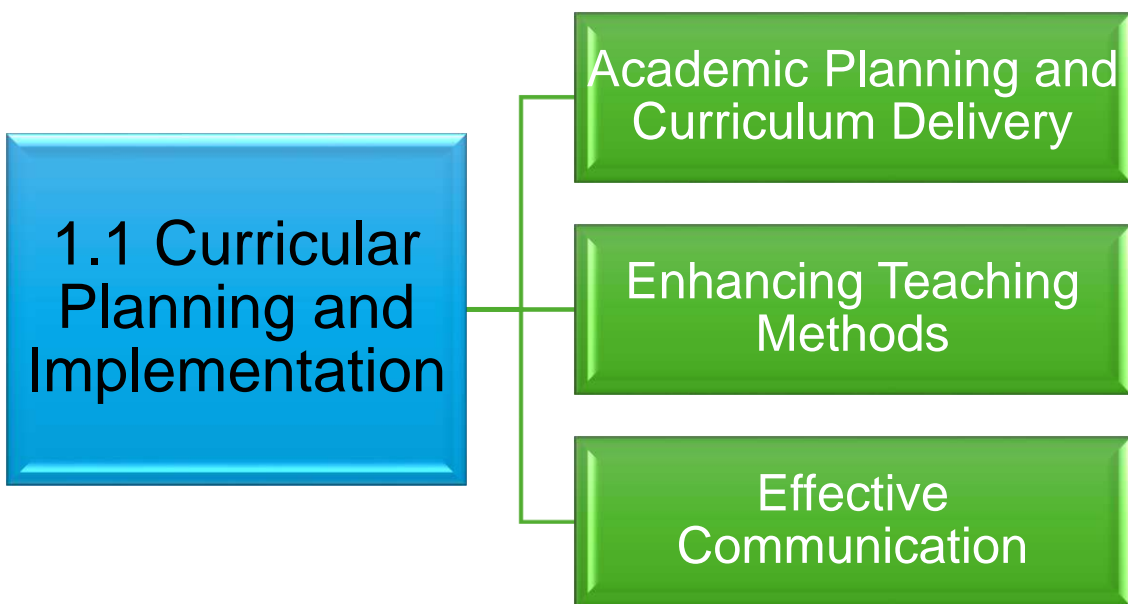 1.1 Curricular
Planning and
Implementation
Academic Planning and
Curriculum Delivery
Enhancing Teaching
Methods
Effective
Communication